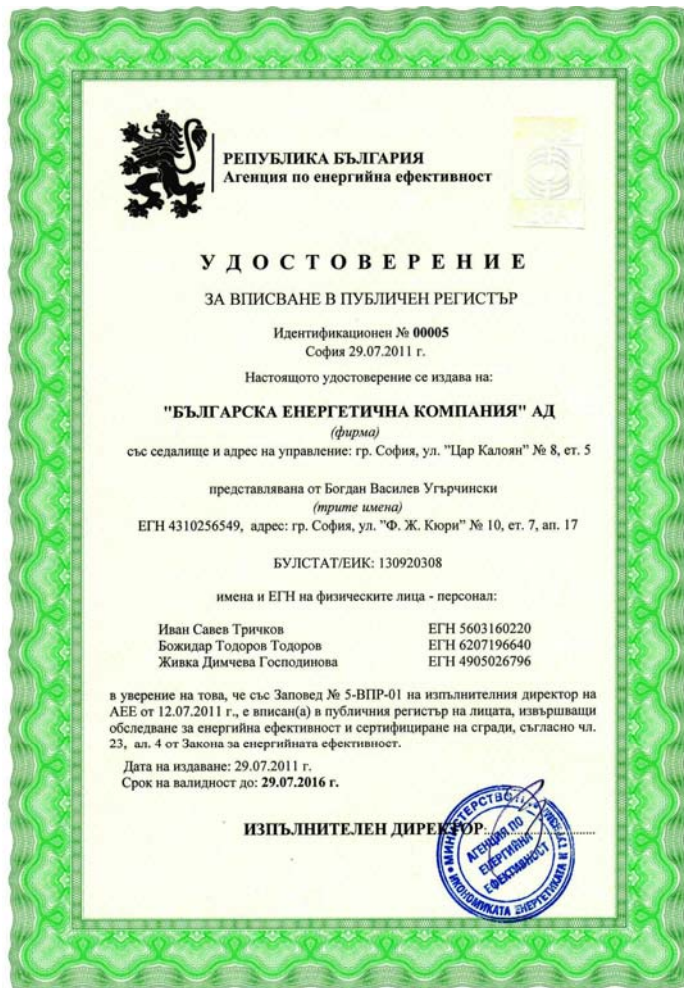 РЕПУБЛИКА БЪЛГАРИЯ
Агенция по енергийна ефективност
УДОСТОВЕРЕНИЕ
ЗА ВПИСВАНЕ В ПУБЛИЧЕН РЕГИСТЪР
Идентификационен № 00005
София 29.07.2011 г.
Настоящото удостоверение се издава на:
"БЪЛГАРСКА ЕНЕРГЕТИЧНА КОМПАНИЯ" АД
(фирма)
със седалище и адрес на управление: гр. София, ул. "Цар Калоян" № 8, ет. 5
представлявана от Богдан Василев Угърчински
(трите имена)
ЕГН 4310256549, адрес: гр. София, ул. "Ф. Ж. Кюри" № 10, ет. 7, ап. 17
БУЛСТАТ/ЕИК: 130920308
имена и ЕГН на физическите лица - персонал:
Иван Савев Тричков ЕГН 5603160220
Божидар Тодоров Тодоров ЕГН 6207196640
Живка Димчева Господинова ЕГН 4905026796
в уверение на това, че със Заповед № 5-ВПР-01 на изпълнителния директор на
АЕЕ от 12.07.2011 г., е вписан(а) в публичния регистър на лицата, извършващи
обследване за енергийна ефективност и сертифициране на сгради, съгласно чл.
23, ал. 4 от Закона за енергийната ефективност.
Дата на издаване: 29.07.2011 г.
Срок на валидност до: 29.07.2016 г.
ИЗПЪЛНИТЕЛЕН ДИРЕКТОР:
АГЕНЦИЯ ПО
ЕНЕРГИЙНА
ЕФЕКТИВНОСТ
ИКОНОМИКАТА ЕНЕРГЕТИКАТА И